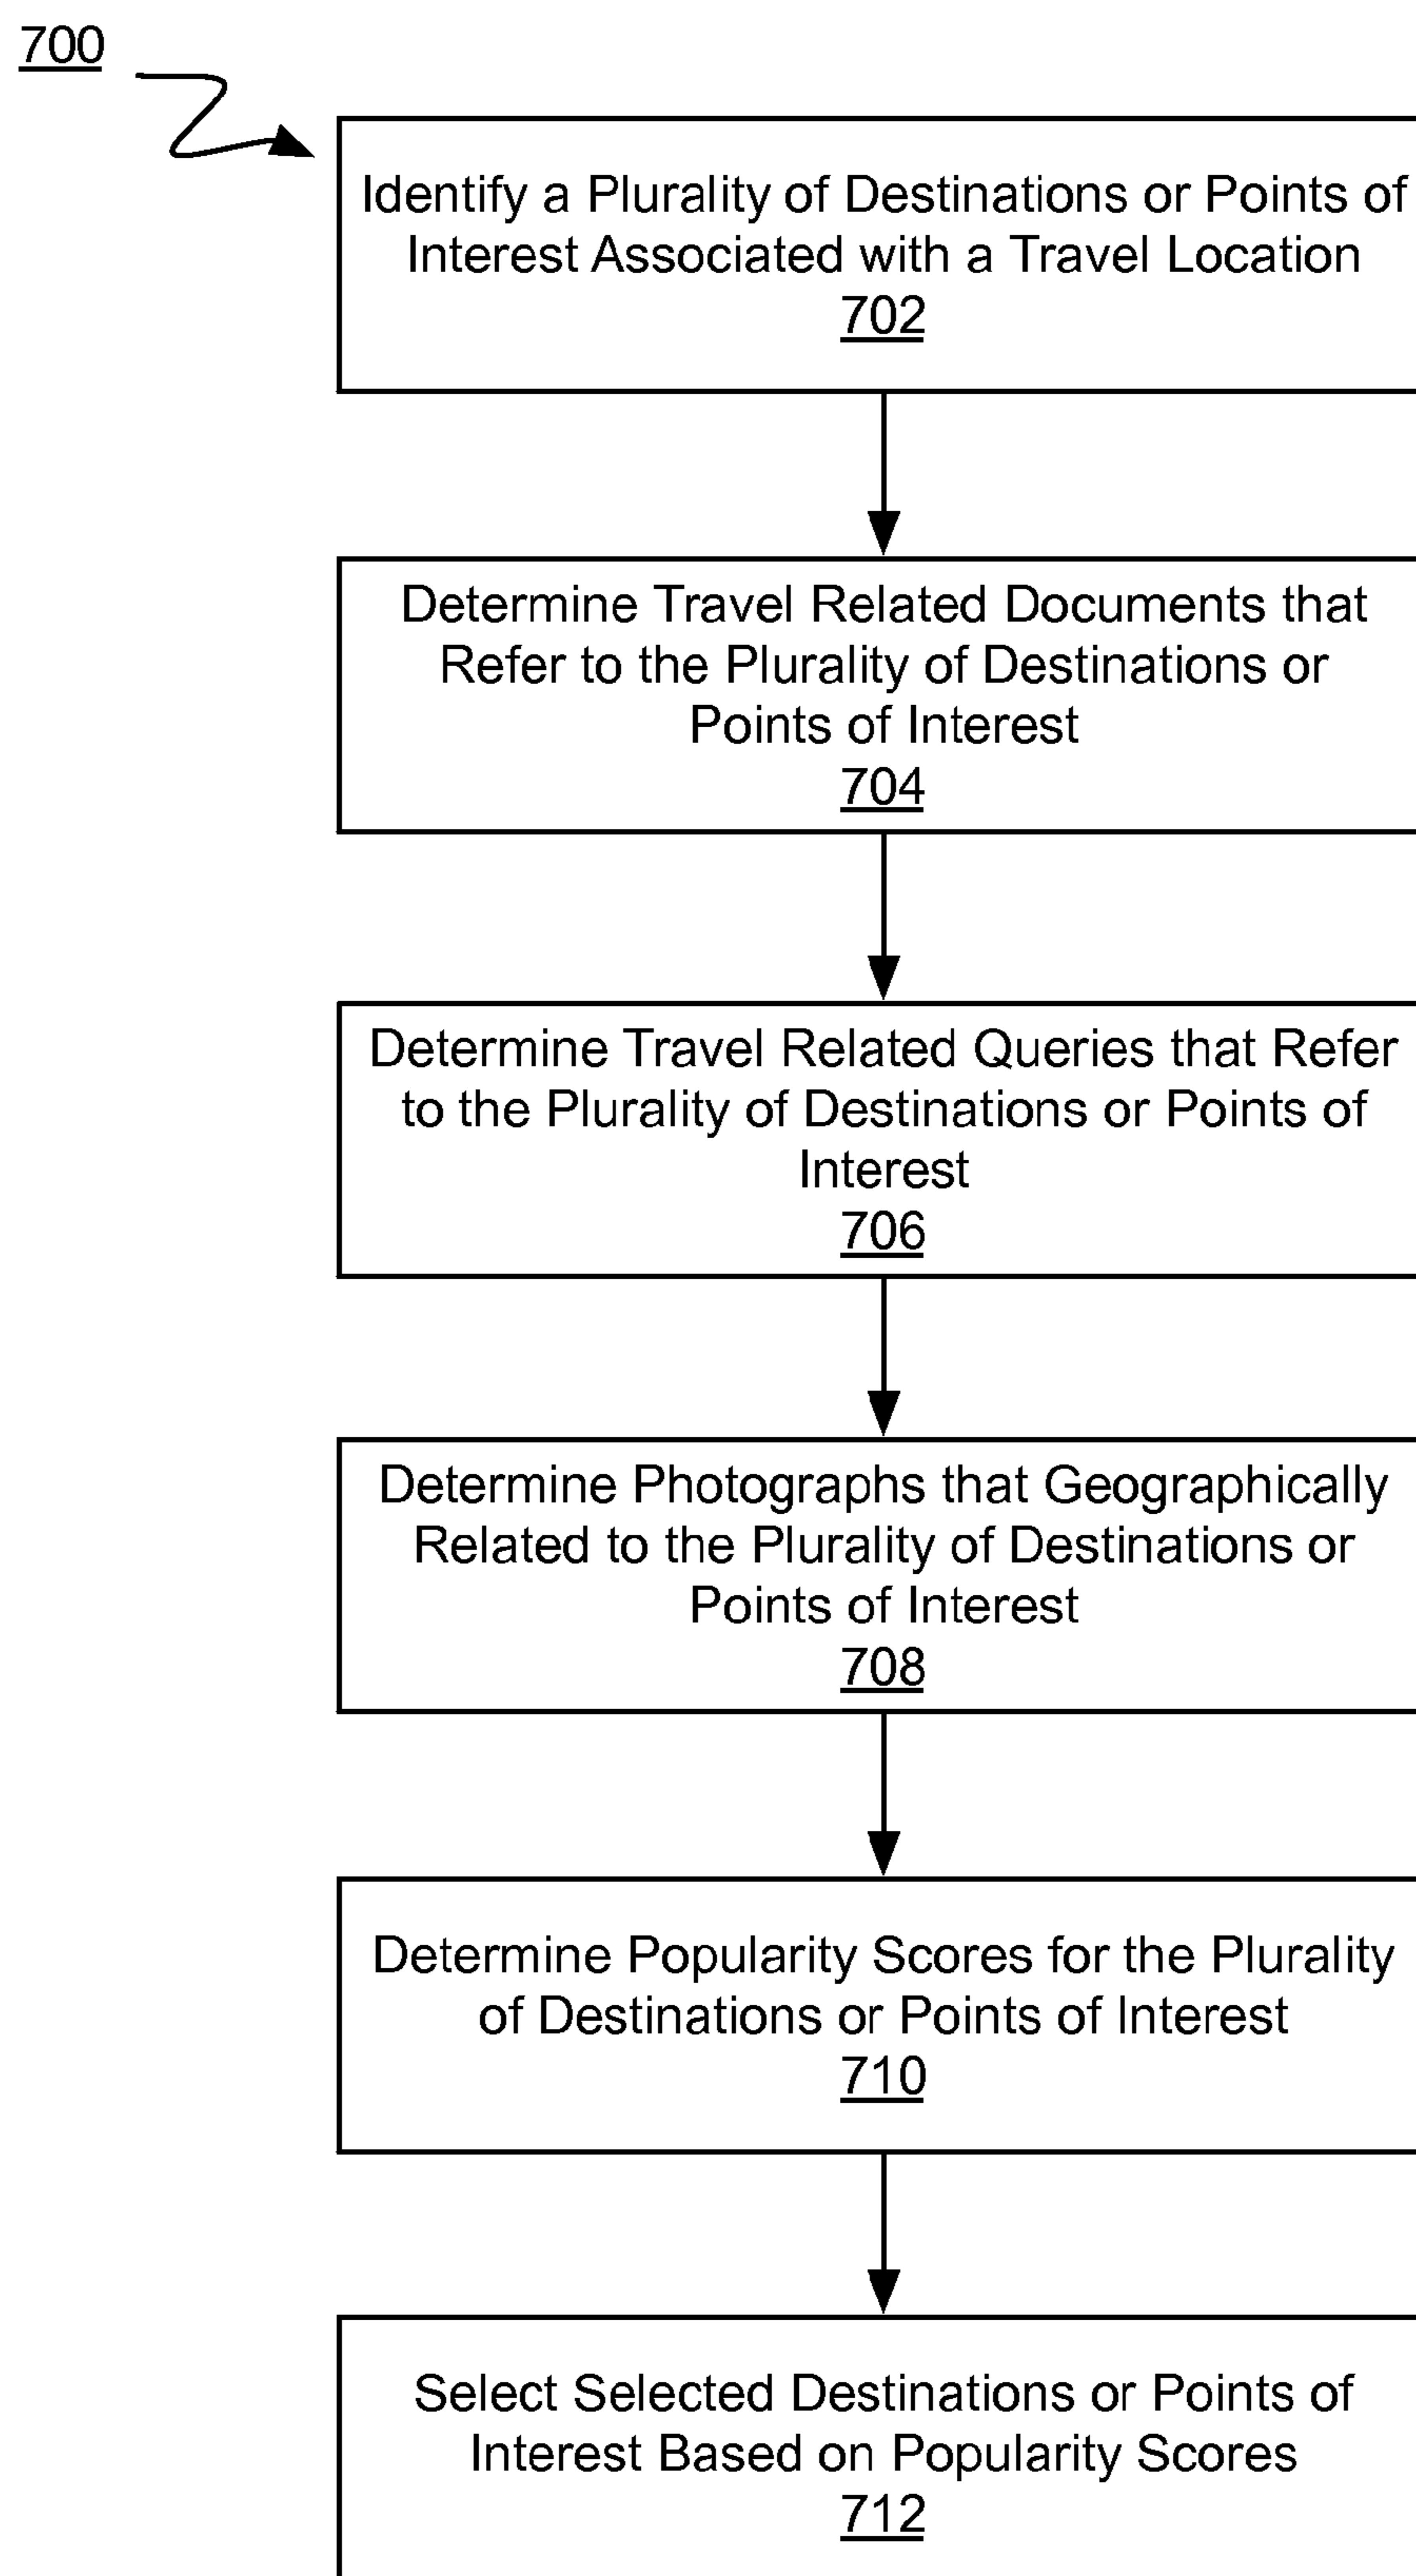 700
Identify a Plurality of Destinations or Points of
Interest Associated with a Travel Location
702
Determine Travel Related Documents that
Refer to the Plurality of Destinations or
Points of Interest
704
Determine Travel Related Queries that Refer
to the Plurality of Destinations or Points of
Interest
706
Determine Photographs that Geographically
Related to the Plurality of Destinations or
Points of Interest
708
Determine Popularity Scores for the Plurality
of Destinations or Points of Interest
710
Select Selected Destinations or Points of
Interest Based on Popularity Scores
712